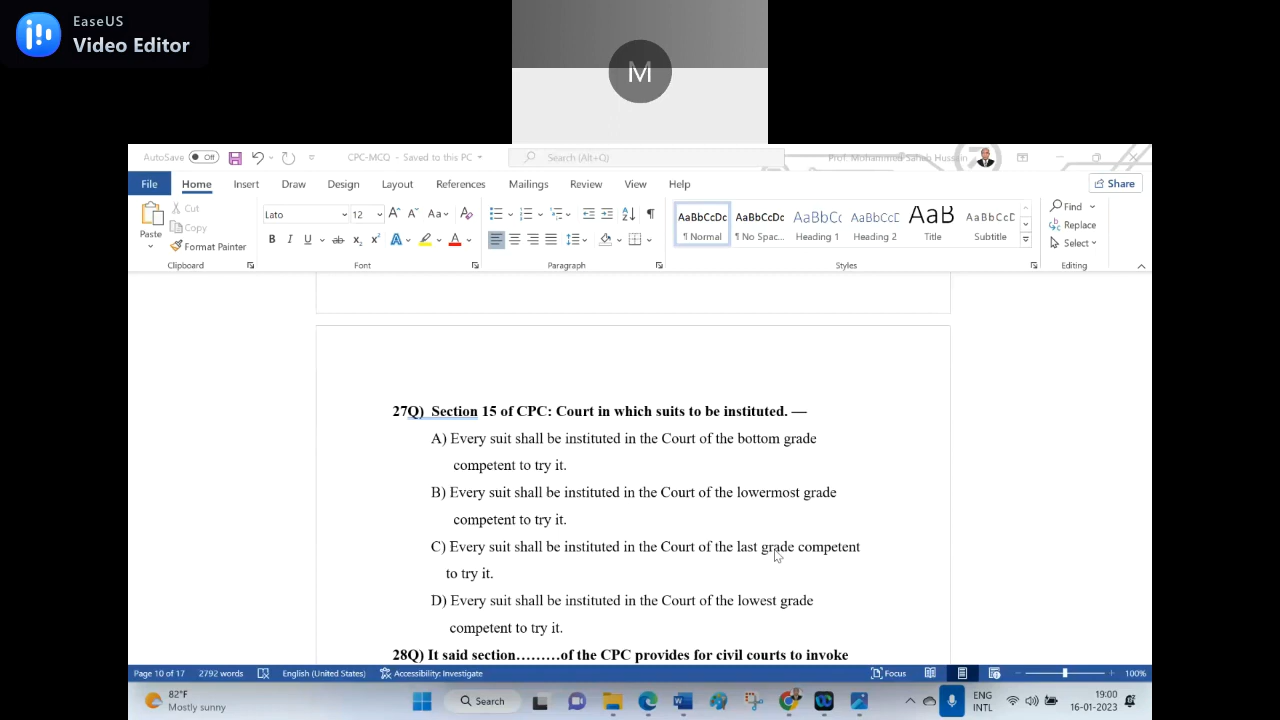 EaseUS
Video Editor
M
AutoSave Off CPC-MCQ - Saved to this PC Search (Alt+Q) Prof. Mohammed Saheb Hussain
File Home Insert Draw Design Layout References Mailings Review View Help Share
Paste Cut Copy Format Painter
Clipboard
Lato 12
Font
Paragraph
AaBbCcDc AaBbCcDc AaBbCc AaBbCcD AaB AaBbCcD
¶ Normal ¶ No Spac... Heading 1 Heading 2 Title Subtitle
Styles
Find
Replace
Select
Editing
27Q) Section 15 of CPC: Court in which suits to be instituted. —
A) Every suit shall be instituted in the Court of the bottom grade
competent to try it.
B) Every suit shall be instituted in the Court of the lowermost grade
competent to try it.
C) Every suit shall be instituted in the Court of the last grade competent
to try it.
D) Every suit shall be instituted in the Court of the lowest grade
competent to try it.
28Q) It said section………of the CPC provides for civil courts to invoke
Page 10 of 17 2792 words English (United States) Accessibility: Investigate Focus 100%
82°F
Mostly sunny
Search
ENG
INTL
19:00
16-01-2023